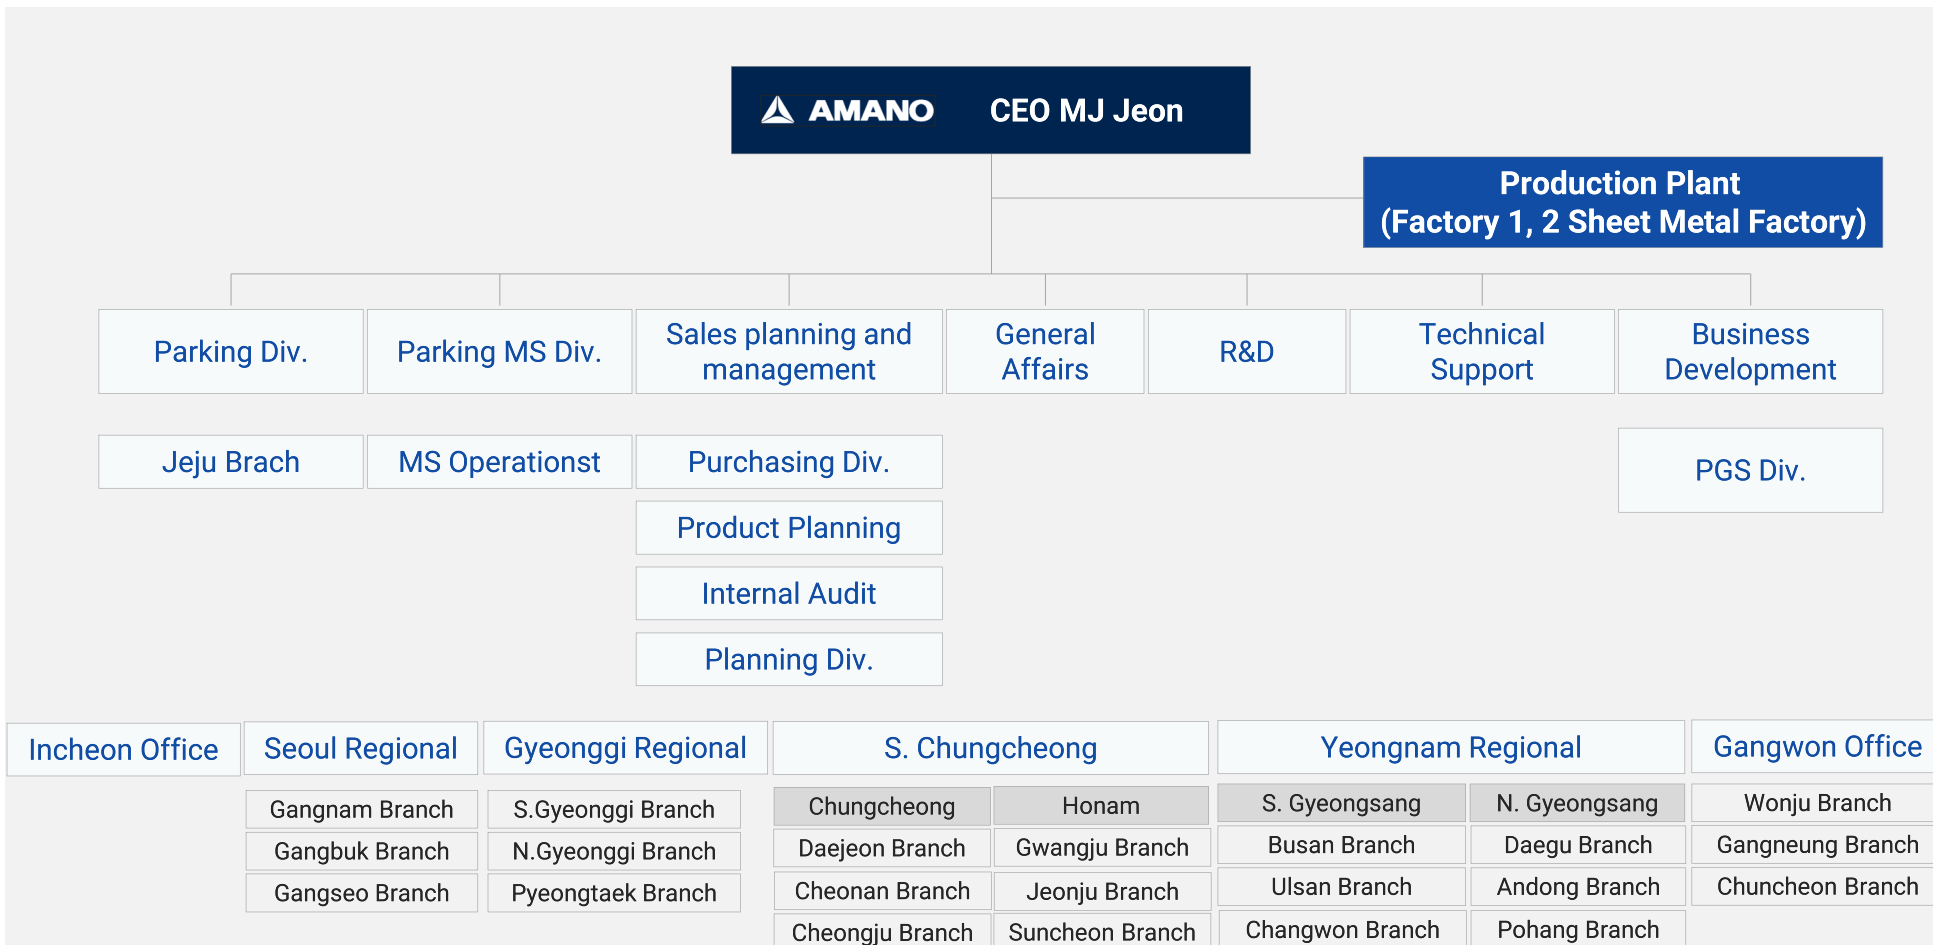 AMANO
CEO MJ Jeon
Production Plant
(Factory 1, 2 Sheet Metal Factory)
Parking Div.
Parking MS Div.
Sales planning and
management
General
Affairs
R&D
Technical
Support
Business
Development
Jeju Brach
MS Operationst
Purchasing Div.
PGS Div.
Product Planning
Internal Audit
Planning Div.
Incheon Office
Seoul Regional
Gangnam Branch
Gangbuk Branch
Gangseo Branch
Gyeonggi Regional
S.Gyeonggi Branch
N.Gyeonggi Branch
Pyeongtaek Branch
S. Chungcheong
Chungcheong
Daejeon Branch
Cheonan Branch
Cheongju Branch
Honam
Gwangju Branch
Jeonju Branch
Suncheon Branch
Yeongnam Regional
S. Gyeongsang
Busan Branch
Ulsan Branch
Changwon Branch
N. Gyeongsang
Daegu Branch
Andong Branch
Pohang Branch
Gangwon Office
Wonju Branch
Gangneung Branch
Chuncheon Branch